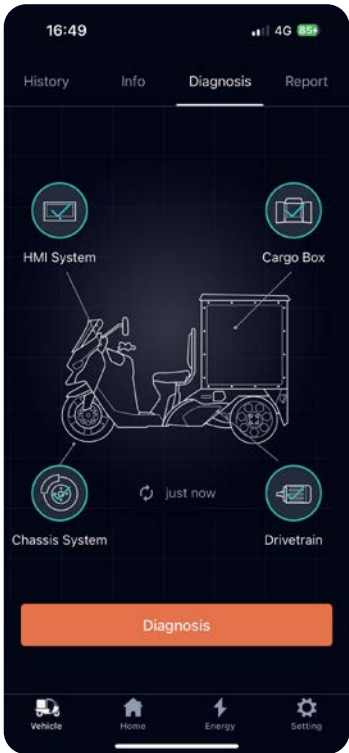 16:49 4G 85
History Info Diagnosis Report
HMI System Cargo Box
just now
Chassis System Drivetrain
Diagnosis
Vehicle Home Energy Setting